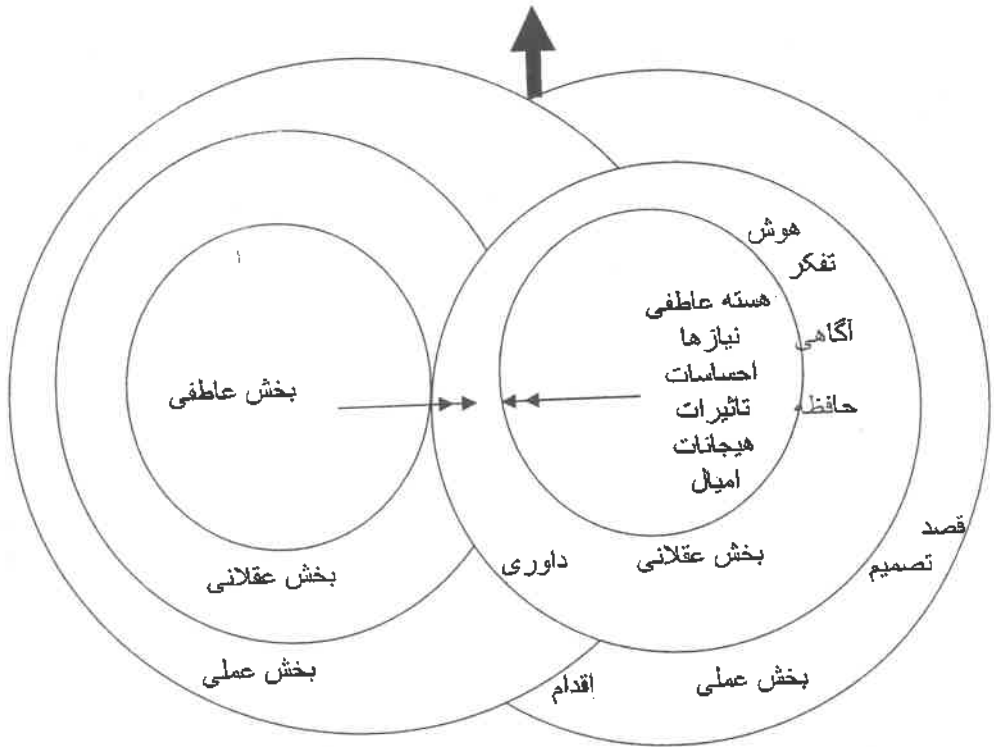 هوش
تفکر
هسته عاطفی
نیازها
آگاهی
احساسات
بخش عاطفی
تاثیرات
حافظه
هیجانات
امیال
قصد
تصمیم
بخش عقلانی
داوری
بخش عقلانی
بخش عملی
اقدام
بخش عملی